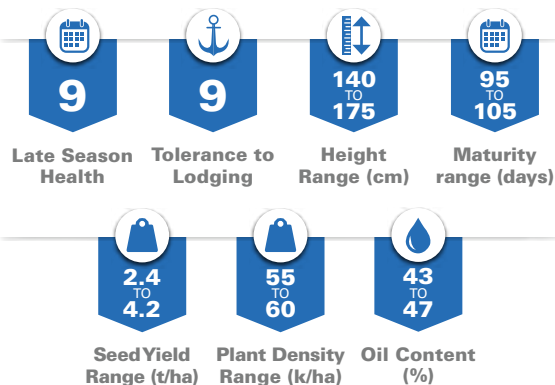 9
Late Season
Health
9
Tolerance to
Lodging
140
TO
175
Height
Range (cm)
95
TO
105
Maturity
range (days)
2.4
TO
4.2
Seed Yield
Range (t/ha)
55
TO
60
Plant Density
Range (k/ha)
43
TO
47
Oil Content
(%)